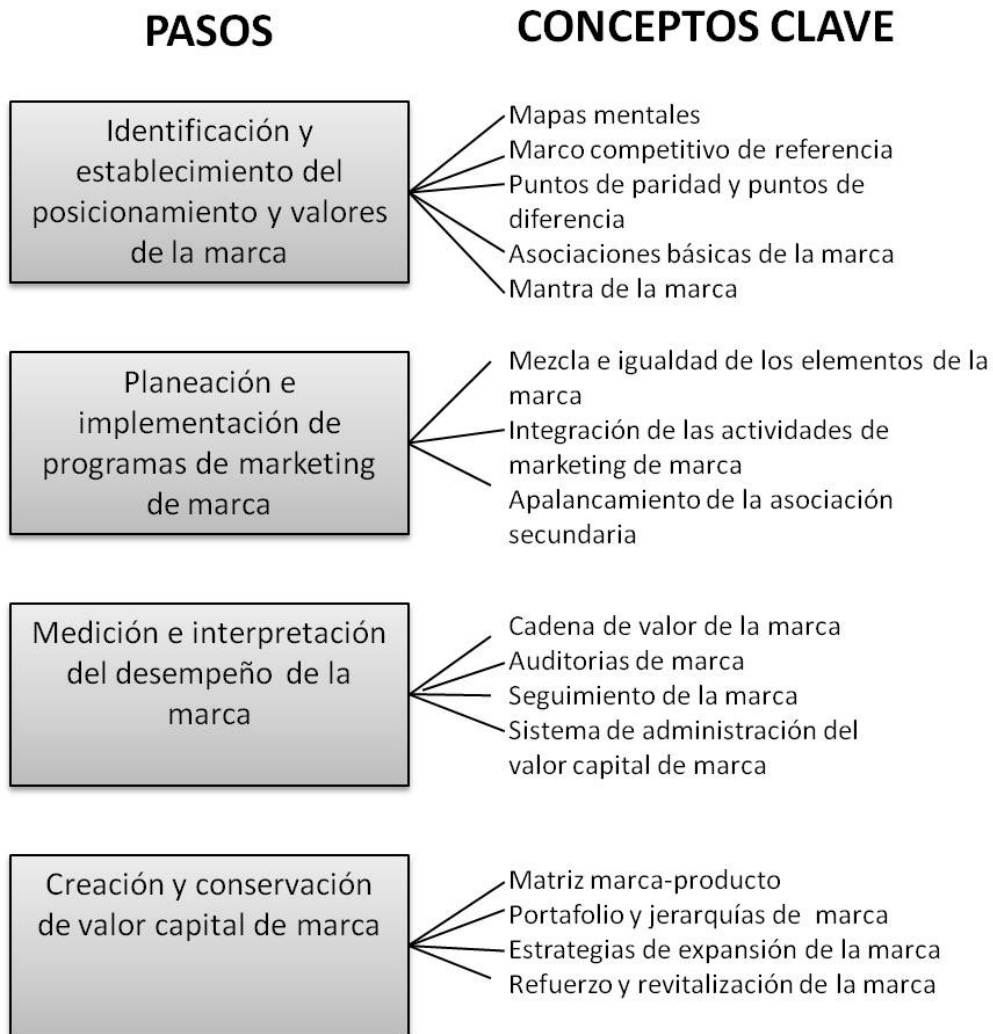 PASOS
CONCEPTOS CLAVE
Identificación y
establecimiento del
posicionamiento y valores
de la marca
Mapas mentales
Marco competitivo de referencia
Puntos de paridad y puntos de
diferencia
Asociaciones básicas de la marca
Mantra de la marca
Planeación e
implementación de
programas de marketing
de marca
Mezcla e igualdad de los elementos de la
marca
Integración de las actividades de
marketing de marca
Apalancamiento de la asociación
secundaria
Medición e interpretación
del desempeño de la
marca
Cadena de valor de la marca
Auditorias de marca
Seguimiento de la marca
Sistema de administración del
valor capital de marca
Creación y conservación
de valor capital de marca
Matriz marca-producto
Portafolio y jerarquías de marca
Estrategias de expansión de la marca
Refuerzo y revitalización de la marca